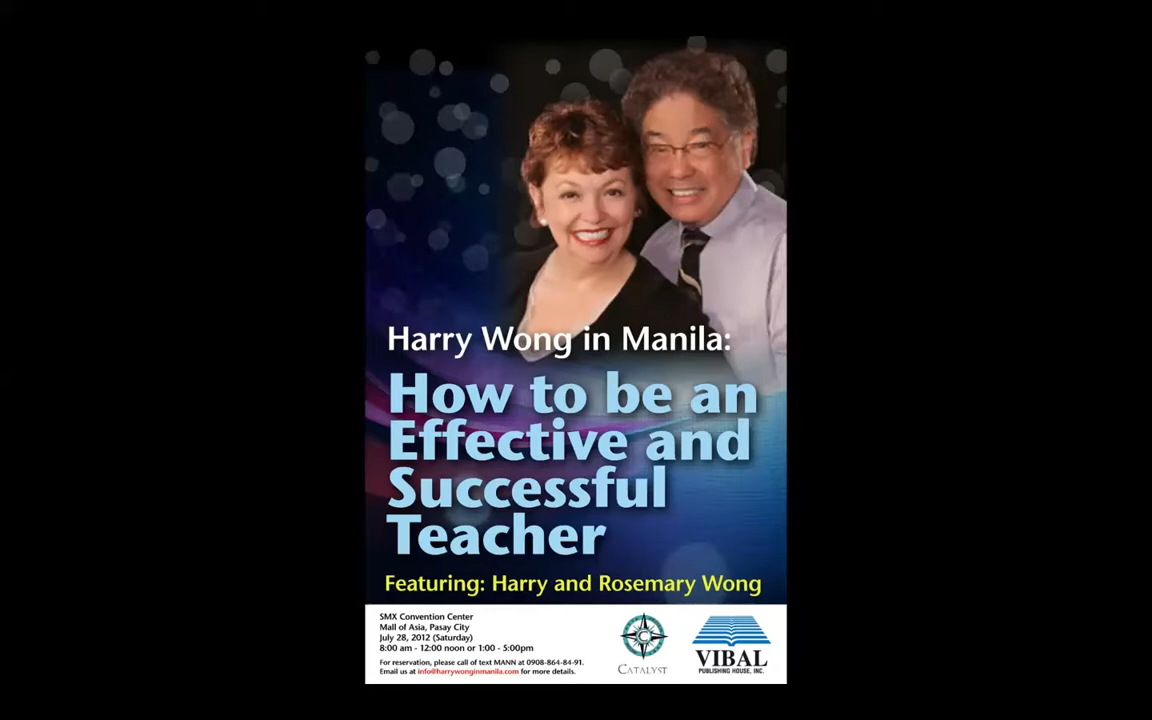 Harry Wong in Manila:
How to be an
Effective and
Successful
Teacher
Featuring: Harry and Rosemary Wong
SMX Convention Center
Mall of Asia, Pasay City
July 28, 2012 (Saturday)
8:00 am - 12:00 noon or 1:00 - 5:00pm
For reservation, please call of text MANN at 0908-864-84-91.
Email us at info@harrywonginmanila.com for more details.
C
CATALYST
VIBAL
PUBLISHING HOUSE, INC.